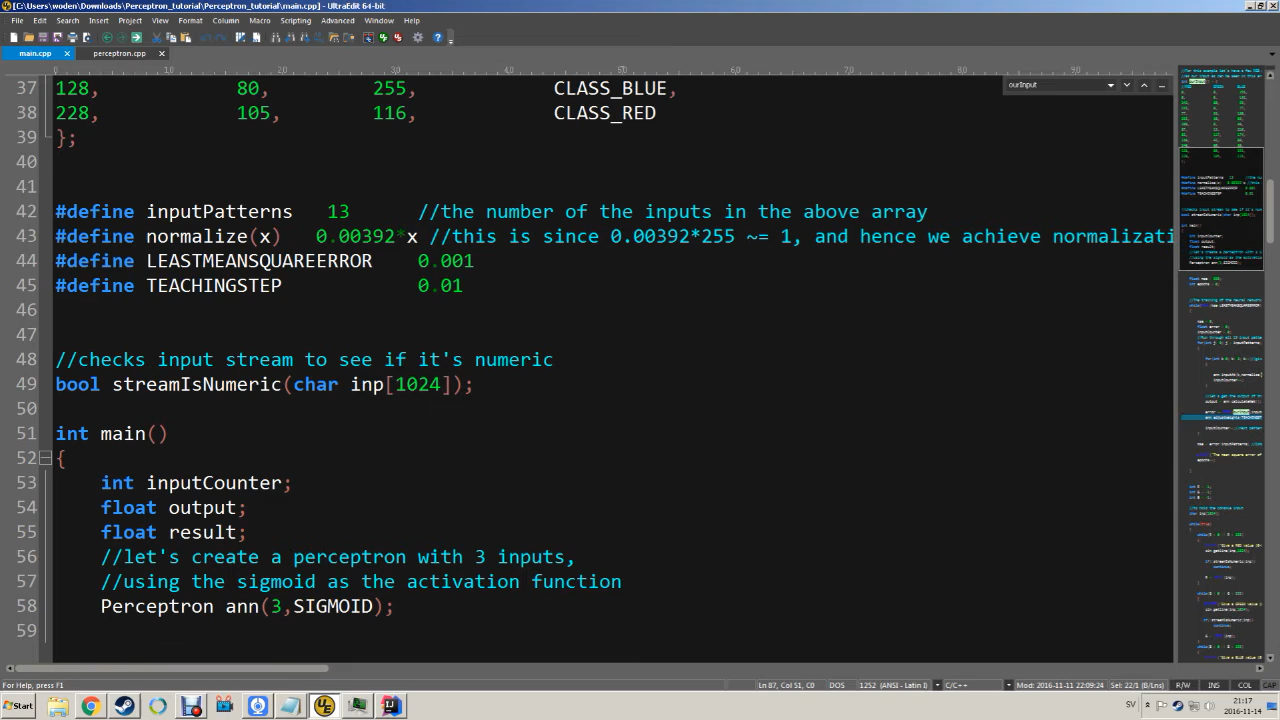 [C:\Users\woden\Downloads\Perceptron_tutorial\Perceptron_tutorial\main.cpp] - UltraEdit 64-bit
File Edit Search Insert Project View Format Column Macro Scripting Advanced Window Help
main.cpp perceptron.cpp
ourInput
37 128, 80, 255, CLASS_BLUE,
38 228, 105, 116, CLASS_RED
39 };
40
41
42 #define inputPatterns 13 //the number of the inputs in the above array
43 #define normalize(x) 0.00392*x //this is since 0.00392*255 ~= 1, and hence we achieve normalizati
44 #define LEASTMEANSQUAREERROR 0.001
45 #define TEACHINGSTEP 0.01
46
47
48 //checks input stream to see if it's numeric
49 bool streamIsNumeric(char inp[1024]);
50
51 int main()
52 {
53 int inputCounter;
54 float output;
55 float result;
56 //let's create a perceptron with 3 inputs,
57 //using the sigmoid as the activation function
58 Perceptron ann(3,SIGMOID);
59
For Help, press F1 Ln 87, Col 51, C0 DOS 1252 (ANSI - Latin I) C/C++ Mod: 2016-11-11 22:09:24 Sel: 22/1 (B/Lns) R/W INS COL CAP
Start SV 21:17
2016-11-14